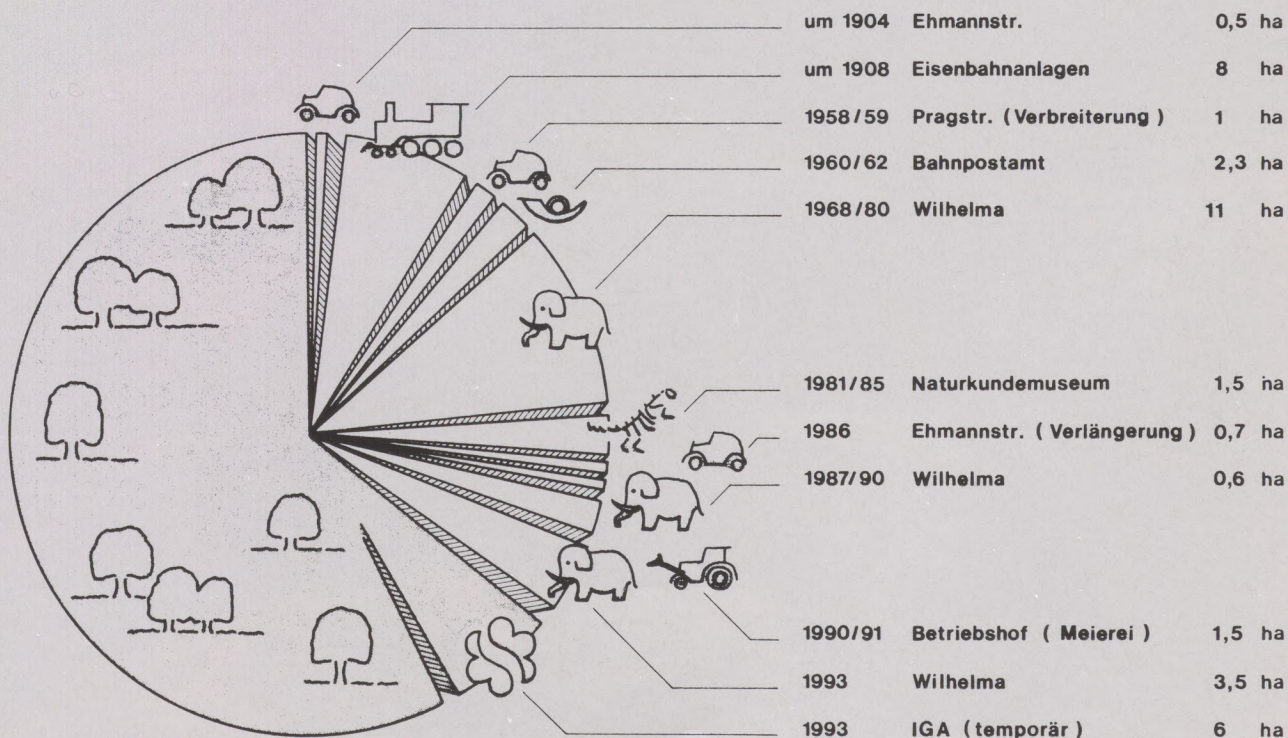 um 1904 Ehmannstr. 0,5 ha
um 1908 Eisenbahnanlagen 8 ha
1958/59 Pragstr. (Verbreiterung) 1 ha
1960/62 Bahnpostamt 2,3 ha
1968/80 Wilhelma 11 ha
1981/85 Naturkundemuseum 1,5 ha
1986 Ehmannstr. (Verlängerung) 0,7 ha
1987/90 Wilhelma 0,6 ha
1990/91 Betriebshof (Meierei) 1,5 ha
1993 Wilhelma 3,5 ha
1993 IGA (temporär) 6 ha